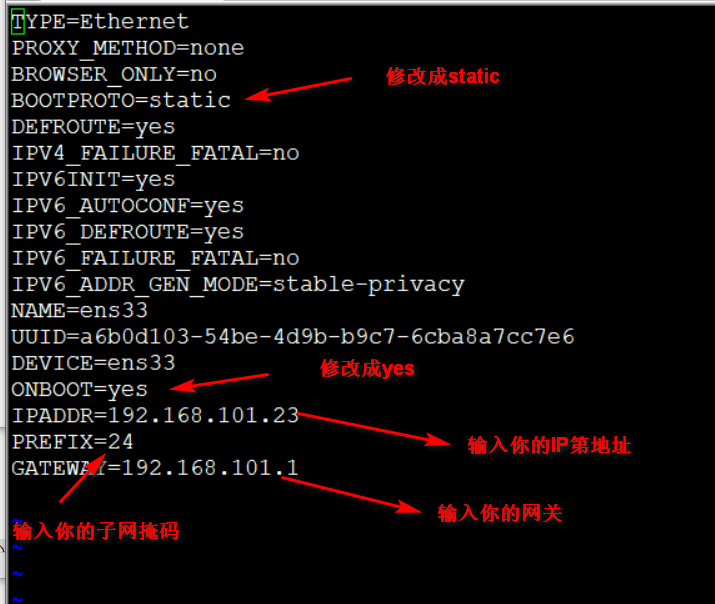 TYPE=Ethernet
PROXY_METHOD=none
BROWSER_ONLY=no
修改成static
BOOTPROTO=static
DEFROUTE=yes
IPV4_FAILURE_FATAL=no
IPV6INIT=yes
IPV6_AUTOCONF=yes
IPV6_DEFROUTE=yes
IPV6_FAILURE_FATAL=no
IPV6_ADDR_GEN_MODE=stable-privacy
NAME=ens33
UUID=a6b0d103-54be-4d9b-b9c7-6cba8a7cc7e6
DEVICE=ens33
修改成yes
ONBOOT=yes
IPADDR=192.168.101.23
PREFIX=24
输入你的IP第地址
GATEWAY=192.168.101.1
输入你的网关
~
输入你的子网掩码
~
~
~